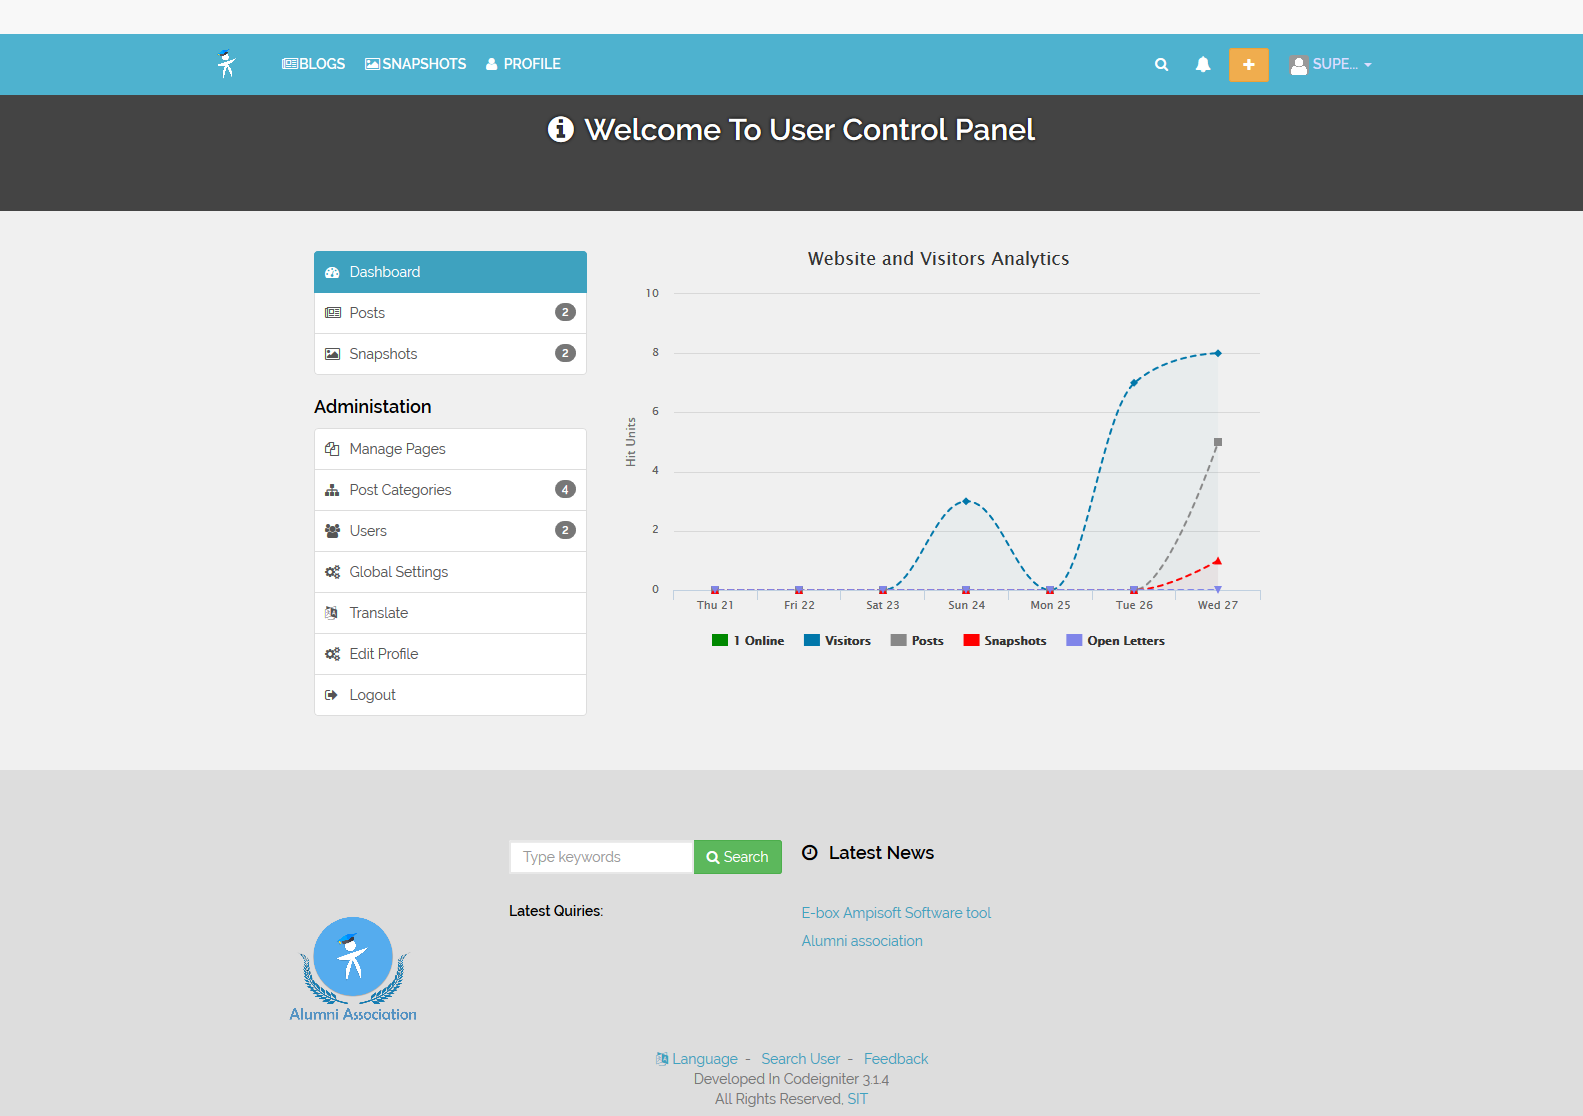 BLOGS SNAPSHOTS PROFILE SUPE...
Welcome To User Control Panel
Dashboard
Posts 2
Snapshots 2
Administation
Manage Pages
Post Categories 4
Users 2
Global Settings
Translate
Edit Profile
Logout
Website and Visitors Analytics
Hit Units
10
8
6
4
2
0
Thu 21 Fri 22 Sat 23 Sun 24 Mon 25 Tue 26 Wed 27
1 Online Visitors Posts Snapshots Open Letters
Alumni Association
Type keywords Search
Latest Quiries:
Latest News
E-box Ampisoft Software tool
Alumni association
Language - Search User - Feedback
Developed In Codeigniter 3.1.4
All Rights Reserved, SIT